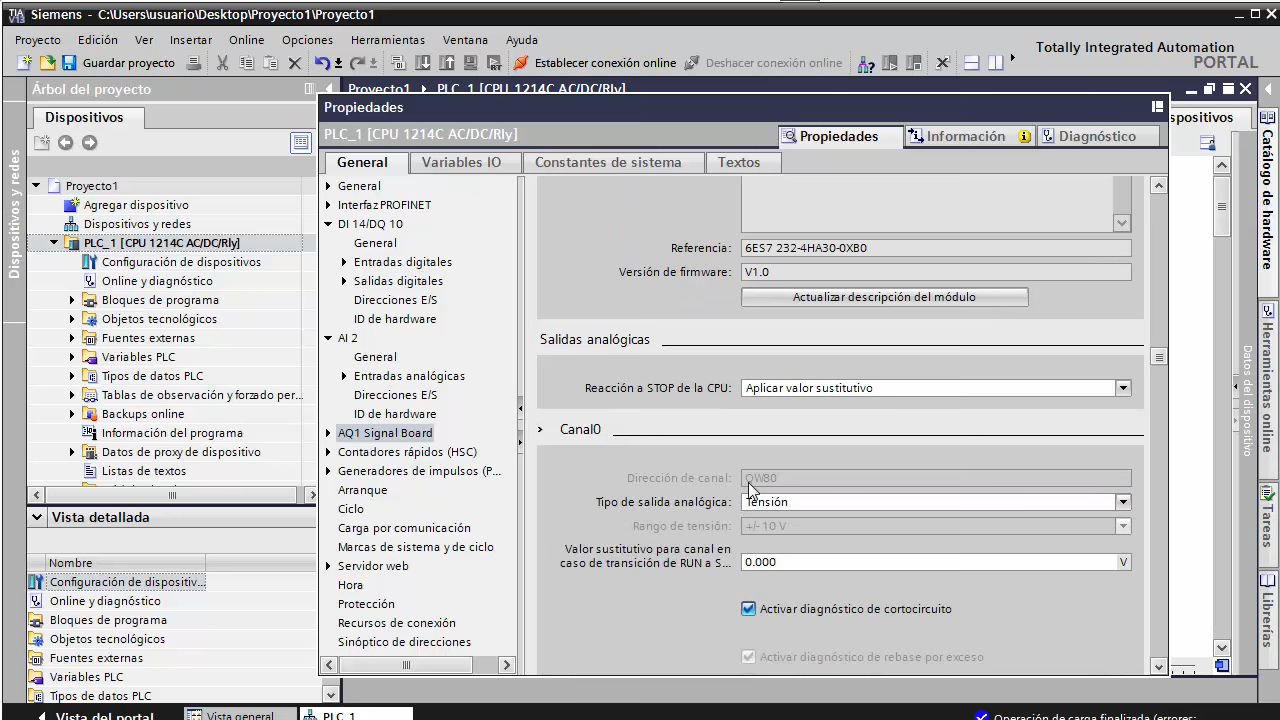 TIA V13 Siemens - C:\Users\usuario\Desktop\Proyecto1\Proyecto1
Proyecto Edición Ver Insertar Online Opciones Herramientas Ventana Ayuda
Totally Integrated Automation
PORTAL
Guardar proyecto
Establecer conexión online
Deshacer conexión online
Árbol del proyecto
Dispositivos
Dispositivos y redes
Proyecto1
Agregar dispositivo
Dispositivos y redes
PLC_1 [CPU 1214C AC/DC/Rly]
Configuración de dispositivos
Online y diagnóstico
Bloques de programa
Objetos tecnológicos
Fuentes externas
Variables PLC
Tipos de datos PLC
Tablas de observación y forzado per...
Backups online
Información del programa
Datos de proxy de dispositivo
Listas de textos
Vista detallada
Nombre
Configuración de dispositiv...
Online y diagnóstico
Bloques de programa
Objetos tecnológicos
Fuentes externas
Variables PLC
Tipos de datos PLC
Proyecto1 PLC_1 [CPU 1214C AC/DC/Rly]
Propiedades
PLC_1 [CPU 1214C AC/DC/Rly]
Propiedades Información Diagnóstico
General Variables IO Constantes de sistema Textos
General
Interfaz PROFINET
DI 14/DQ 10
General
Entradas digitales
Salidas digitales
Direcciones E/S
ID de hardware
AI 2
General
Entradas analógicas
Direcciones E/S
ID de hardware
AQ1 Signal Board
Contadores rápidos (HSC)
Generadores de impulsos (P...
Arranque
Ciclo
Carga por comunicación
Marcas de sistema y de ciclo
Servidor web
Hora
Protección
Recursos de conexión
Sinóptico de direcciones
Referencia: 6ES7 232-4HA30-0XB0
Versión de firmware: V1.0
Actualizar descripción del módulo
Salidas analógicas
Reacción a STOP de la CPU: Aplicar valor sustitutivo
Canal0
Dirección de canal: QW80
Tipo de salida analógica: Tensión
Rango de tensión: +/- 10 V
Valor sustitutivo para canal en
caso de transición de RUN a S... 0.000 V
Activar diagnóstico de cortocircuito
Activar diagnóstico de rebase por exceso
spositivos
Datos del dispositivo
Catálogo de hardware
Herramientas online
Tareas
Librerías
Vista del portal
Vista general
PLC_1
Operación de carga finalizada (errores: